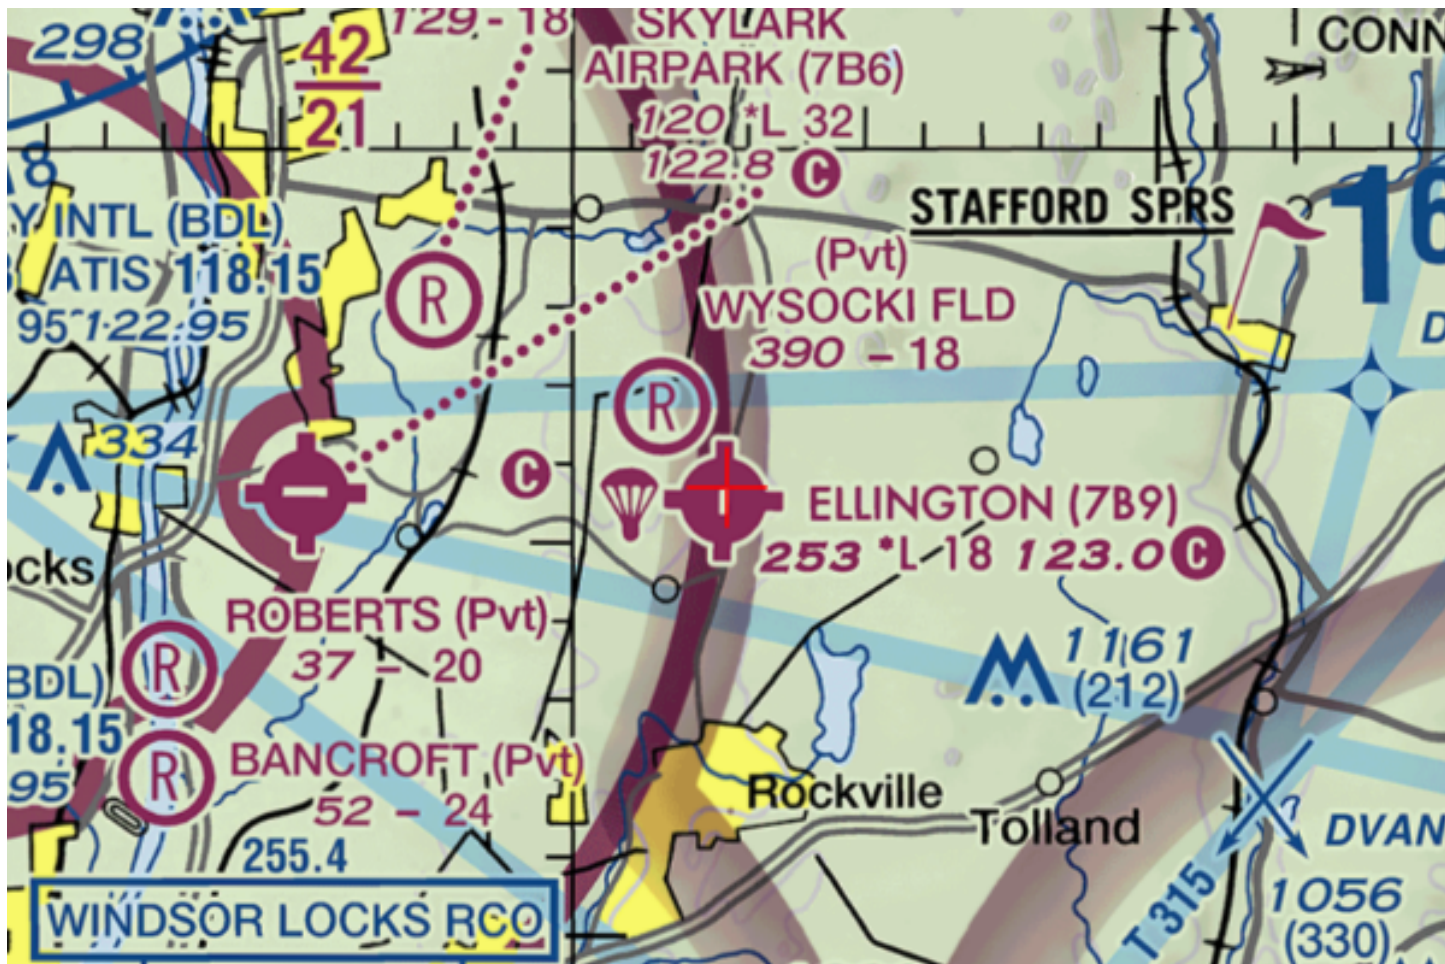 298
42
21
129 - 18
SKYLARK
AIRPARK (7B6)
120 *L 32
122.8 C
CONN
8
Y INTL (BDL)
ATIS 118.15
95 122.95
R
STAFFORD SPRS
(Pvt)
WYSOCKI FLD
390 - 18
R
16
D
334
C
ELLINGTON (7B9)
253 *L 18 123.0 C
ocks
ROBERTS (Pvt)
37 - 20
R
1161
(212)
BDL)
18.15
95
R
BANCROFT (Pvt)
52 - 24
Rockville
Tolland
DVAN
255.4
WINDSOR LOCKS RCO
T 315
1056
(330)